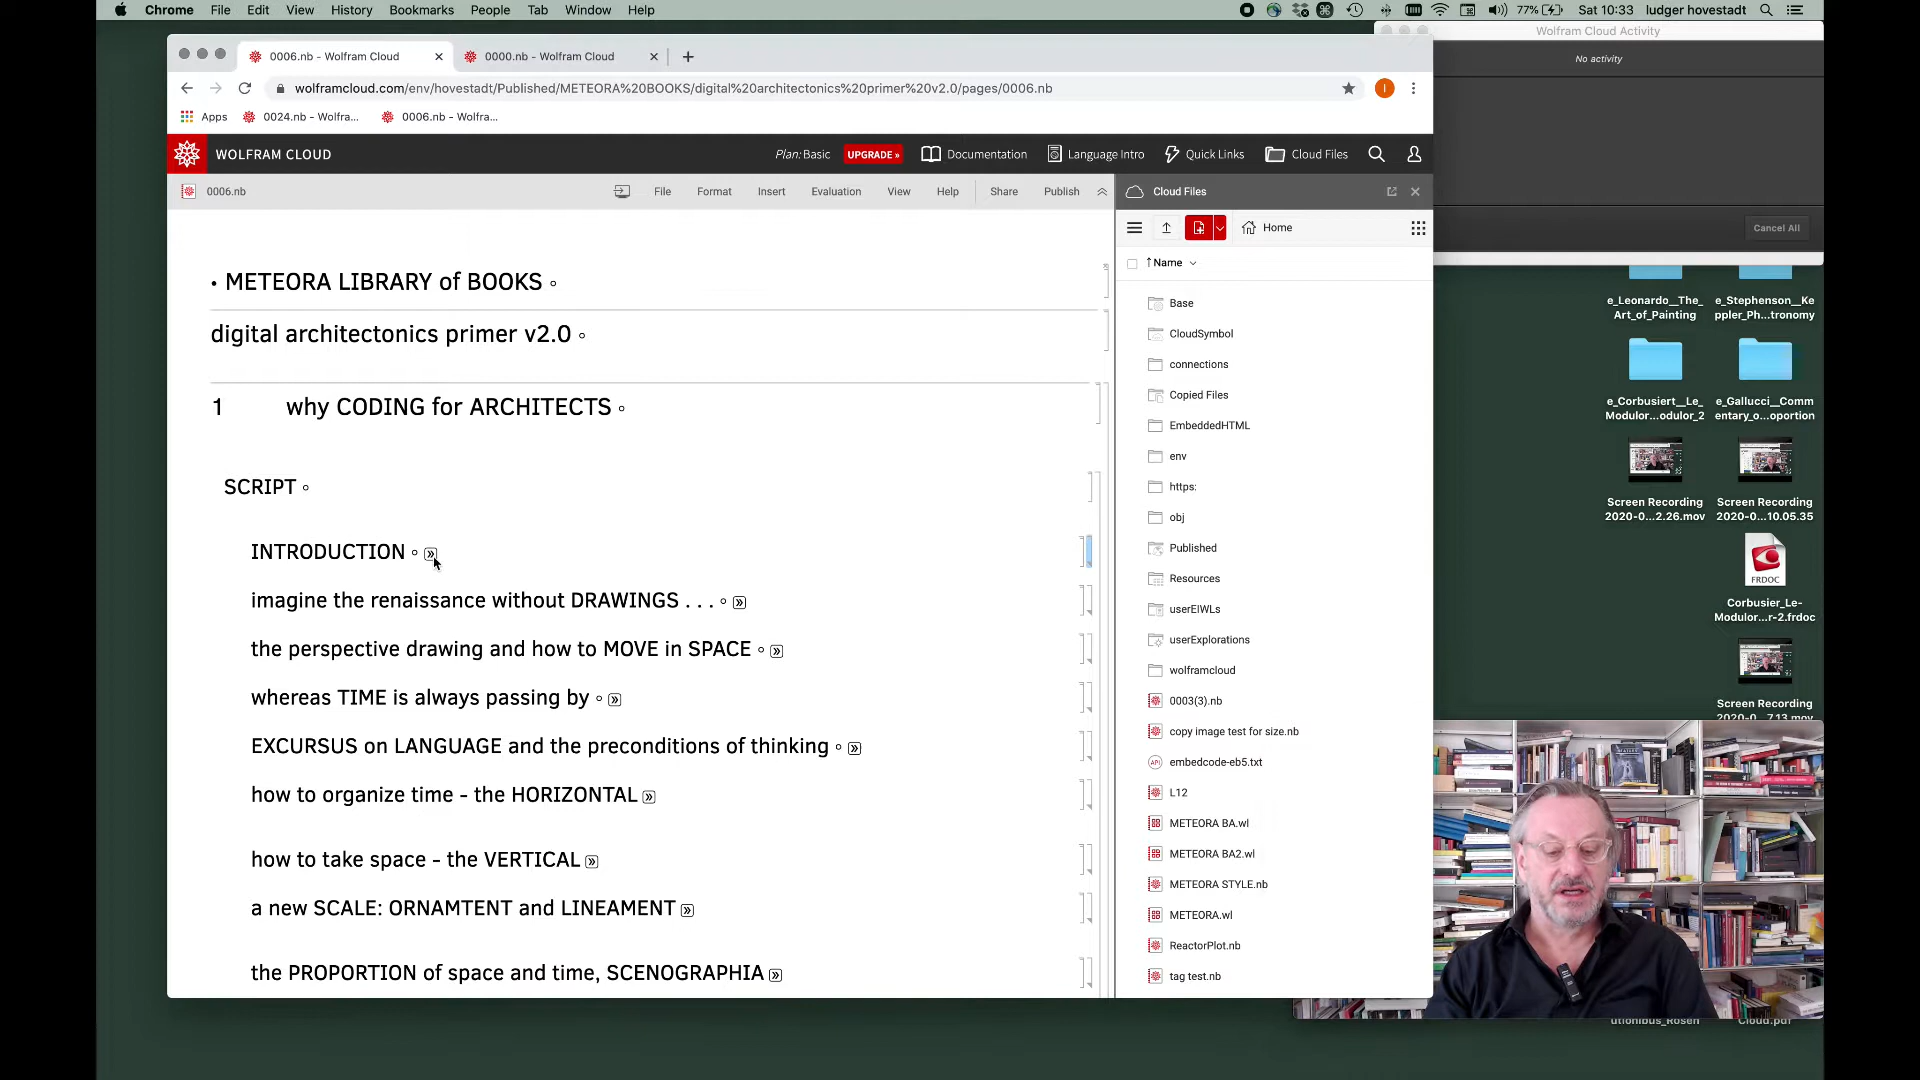 Chrome File Edit View History Bookmarks People Tab Window Help
77% Sat 10:33 ludger hovestadt
Wolfram Cloud Activity
No activity
Cancel All
0006.nb - Wolfram Cloud
0000.nb - Wolfram Cloud
wolframcloud.com/env/hovestadt/Published/METEORA%20BOOKS/digital%20architectonics%20primer%20v2.0/pages/0006.nb
Apps 0024.nb - Wolfra... 0006.nb - Wolfra...
WOLFRAM CLOUD
Plan: Basic UPGRADE » Documentation Language Intro Quick Links Cloud Files
0006.nb File Format Insert Evaluation View Help Share Publish
• METEORA LIBRARY of BOOKS
digital architectonics primer v2.0
1 why CODING for ARCHITECTS
SCRIPT
INTRODUCTION »
imagine the renaissance without DRAWINGS . . . »
the perspective drawing and how to MOVE in SPACE »
whereas TIME is always passing by »
EXCURSUS on LANGUAGE and the preconditions of thinking »
how to organize time - the HORIZONTAL »
how to take space - the VERTICAL »
a new SCALE: ORNAMTENT and LINEAMENT »
the PROPORTION of space and time, SCENOGRAPHIA »
Cloud Files
Home
Name
Base
CloudSymbol
connections
Copied Files
EmbeddedHTML
env
https:
obj
Published
Resources
userEIWLs
userExplorations
wolframcloud
0003(3).nb
copy image test for size.nb
API embedcode-eb5.txt
L12
METEORA BA.wl
METEORA BA2.wl
METEORA STYLE.nb
METEORA.wl
ReactorPlot.nb
tag test.nb
e_Leonardo__The_
Art_of_Painting
e_Stephenson__Ke
ppler_Ph...tronomy
e_Corbusiert__Le_
Modulor...odulor_2
e_Gallucci__Comm
entary_o...oportion
Screen Recording
2020-0...2.26.mov
Screen Recording
2020-0...10.05.35
FRDOC
Corbusier_Le-
Modulor...r-2.frdoc
Screen Recording
2020-0...7.13.mov
utionibus_Rosen
Cloud.pdf